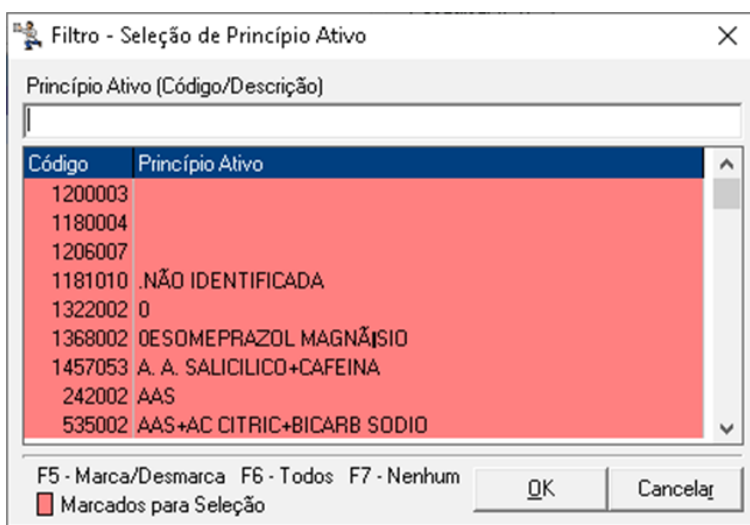 Filtro - Seleção de Princípio Ativo
Princípio Ativo (Código/Descrição)
Código Princípio Ativo
1200003
1180004
1206007
1181010 .NÃO IDENTIFICADA
1322002 0
1368002 0ESOMEPRAZOL MAGNÃ|SIO
1457053 A. A. SALICILICO+CAFEINA
242002 AAS
535002 AAS+AC CITRIC+BICARB SODIO
F5 - Marca/Desmarca F6 - Todos F7 - Nenhum
Marcados para Seleção
OK
Cancelar